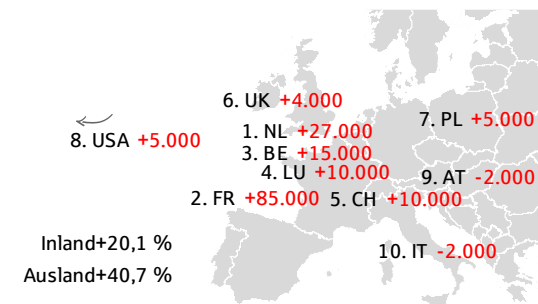 6. UK +4.000
1. NL +27.000
7. PL +5.000
8. USA +5.000
3. BE +15.000
4. LU +10.000
9. AT -2.000
2. FR +85.000
5. CH +10.000
Inland+20,1 %
10. IT -2.000
Ausland+40,7 %